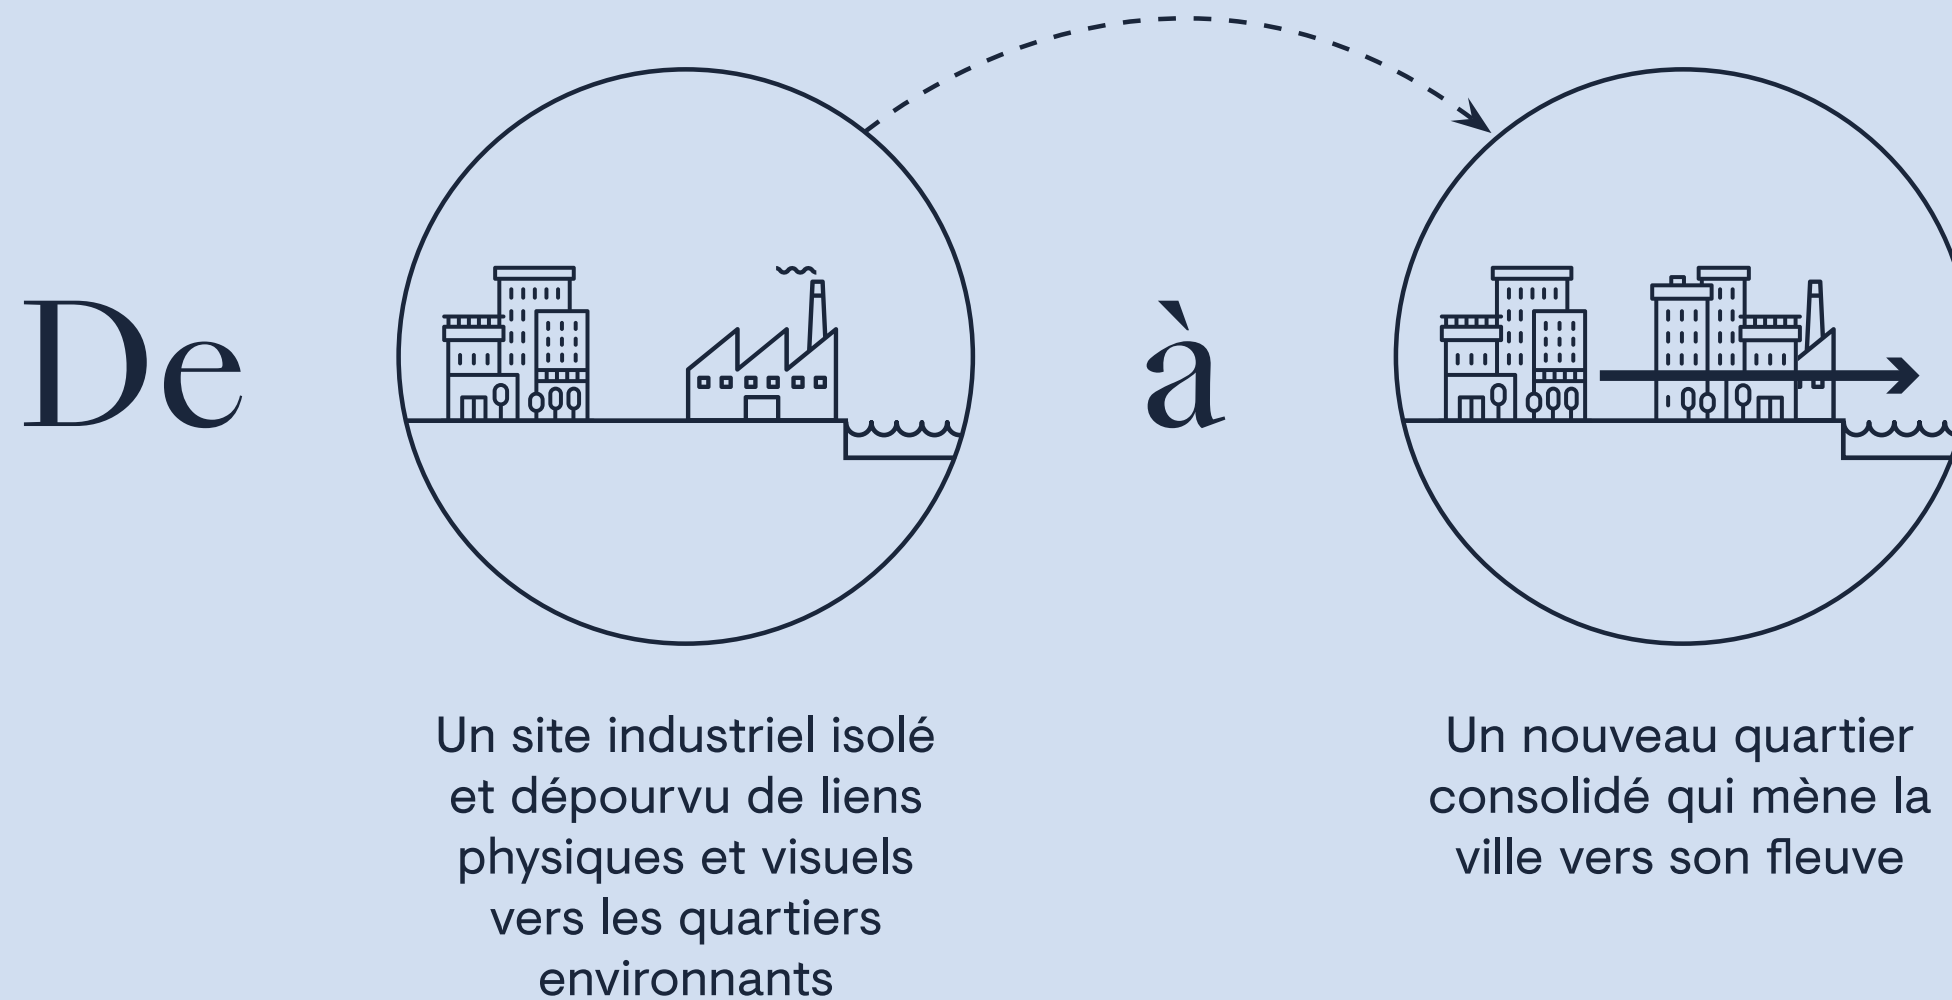 De
à
Un site industriel isolé
et dépourvu de liens
physiques et visuels
vers les quartiers
environnants
Un nouveau quartier
consolidé qui mène la
ville vers son fleuve